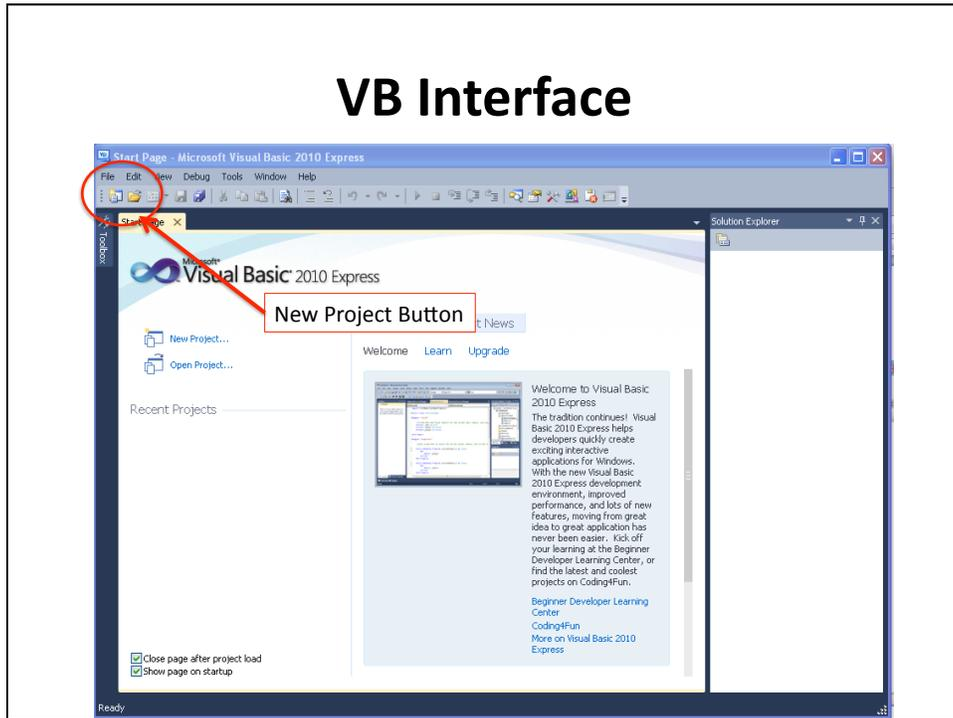 VB Interface
Start Page - Microsoft Visual Basic 2010 Express
File Edit View Debug Tools Window Help
Toolbox
Start Page
Solution Explorer
Microsoft®
Visual Basic® 2010 Express
New Project Button
t News
New Project...
Open Project...
Recent Projects
Welcome Learn Upgrade
Welcome to Visual Basic
2010 Express
The tradition continues! Visual
Basic 2010 Express helps
developers quickly create
exciting interactive
applications for Windows.
With the new Visual Basic
2010 Express development
environment, improved
performance, and lots of new
features, moving from great
idea to great application has
never been easier. Kick off
your learning at the Beginner
Developer Learning Center, or
find the latest and coolest
projects on Coding4Fun.
Beginner Developer Learning
Center
Coding4Fun
More on Visual Basic 2010
Express
Close page after project load
Show page on startup
Ready